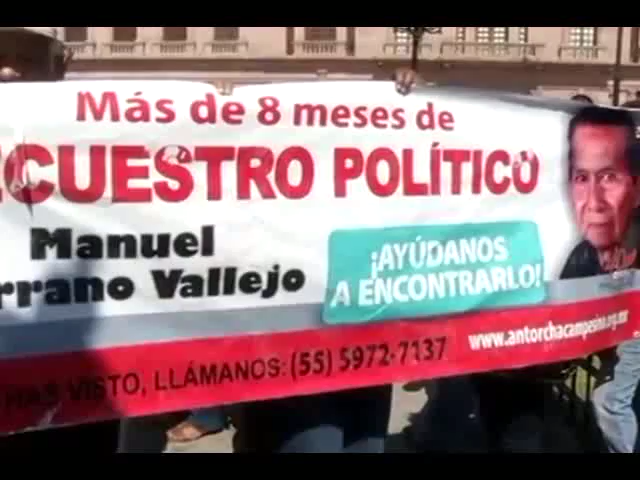 Más de 8 meses de
CUESTRO POLÍTICO
Manuel
rrano Vallejo
¡AYÚDANOS
A ENCONTRARLO!
HAS VISTO, LLÁMANOS: (55) 5972-7137
www.antorchacampesino.org.mx